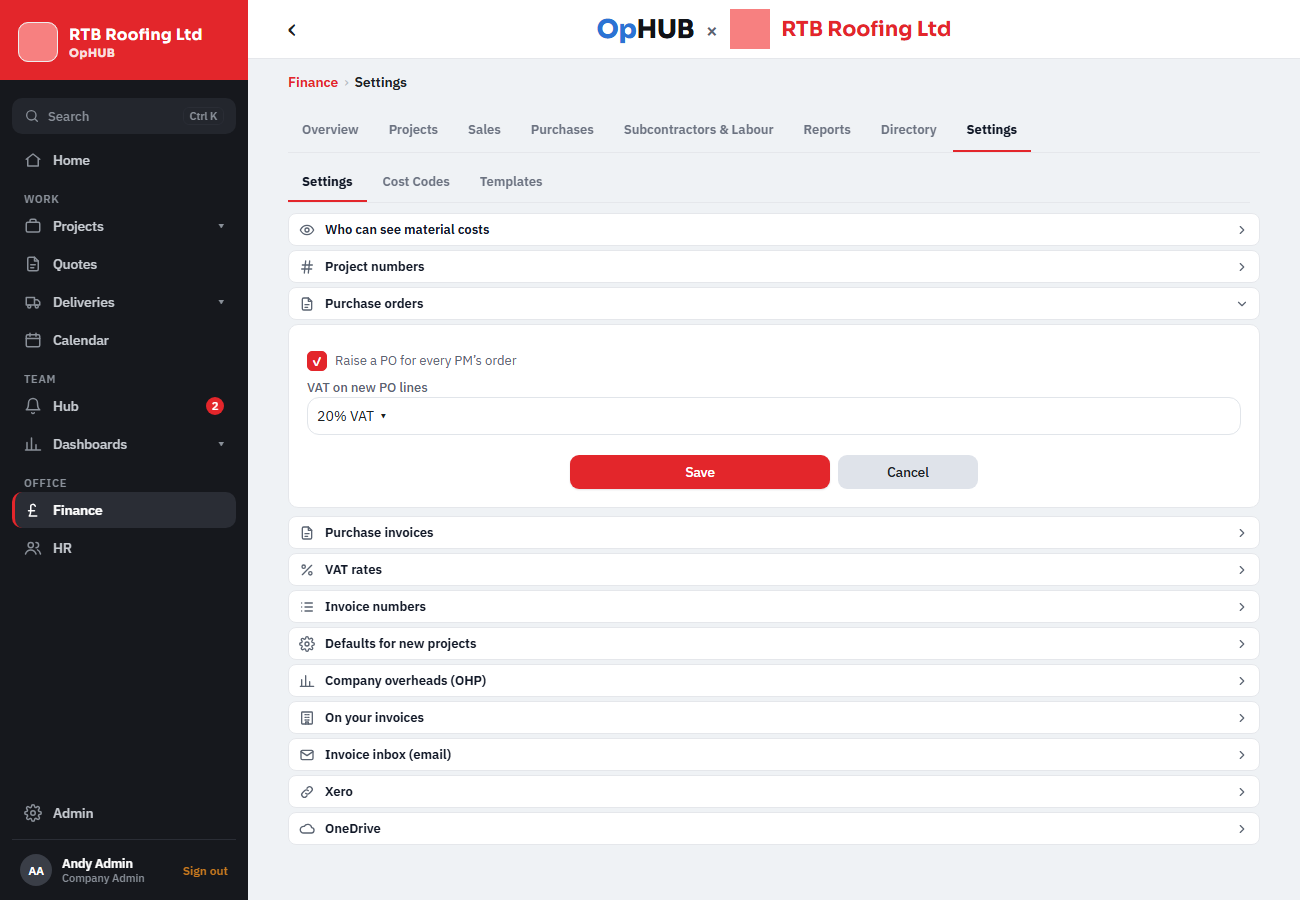 RTB Roofing Ltd
OpHUB
OpHUB × RTB Roofing Ltd
Search Ctrl K
Home
WORK
Projects
Quotes
Deliveries
Calendar
TEAM
Hub 2
Dashboards
OFFICE
£ Finance
HR
Admin
AA Andy Admin
Company Admin
Sign out
Finance › Settings
Overview Projects Sales Purchases Subcontractors & Labour Reports Directory Settings
Settings Cost Codes Templates
Who can see material costs
# Project numbers
Purchase orders
Raise a PO for every PM's order
VAT on new PO lines
20% VAT
Save Cancel
Purchase invoices
% VAT rates
Invoice numbers
Defaults for new projects
Company overheads (OHP)
On your invoices
Invoice inbox (email)
Xero
OneDrive